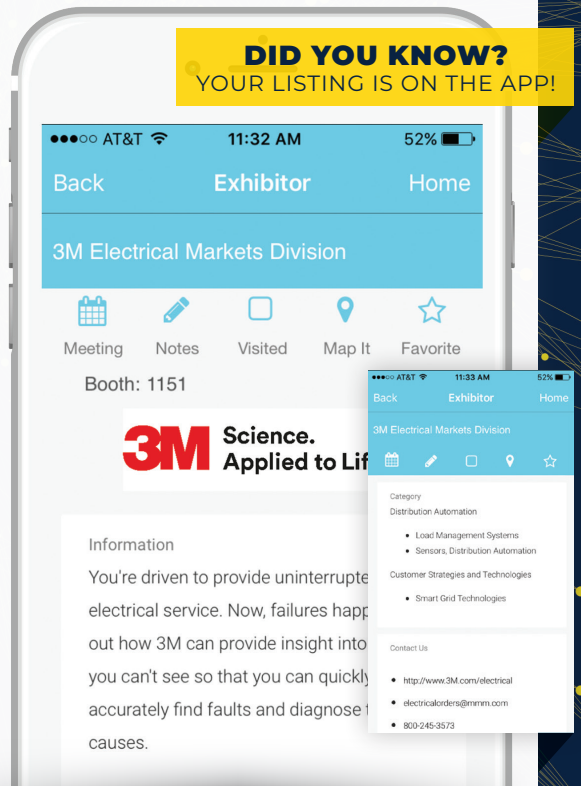 DID YOU KNOW?
YOUR LISTING IS ON THE APP!
AT&T 11:32 AM 52%
Back Exhibitor Home
3M Electrical Markets Division
Meeting Notes Visited Map It Favorite
Booth: 1151
3M Science.
Applied to Lif
Information
You're driven to provide uninterrupte
electrical service. Now, failures happ
out how 3M can provide insight into
you can't see so that you can quickly
accurately find faults and diagnose
causes.
AT&T 11:33 AM 52%
Back Exhibitor Home
3M Electrical Markets Division
Category
Distribution Automation
• Load Management Systems
• Sensors, Distribution Automation
Customer Strategies and Technologies
• Smart Grid Technologies
Contact Us
• http://www.3M.com/electrical
• electricalorders@mmm.com
• 800-245-3573